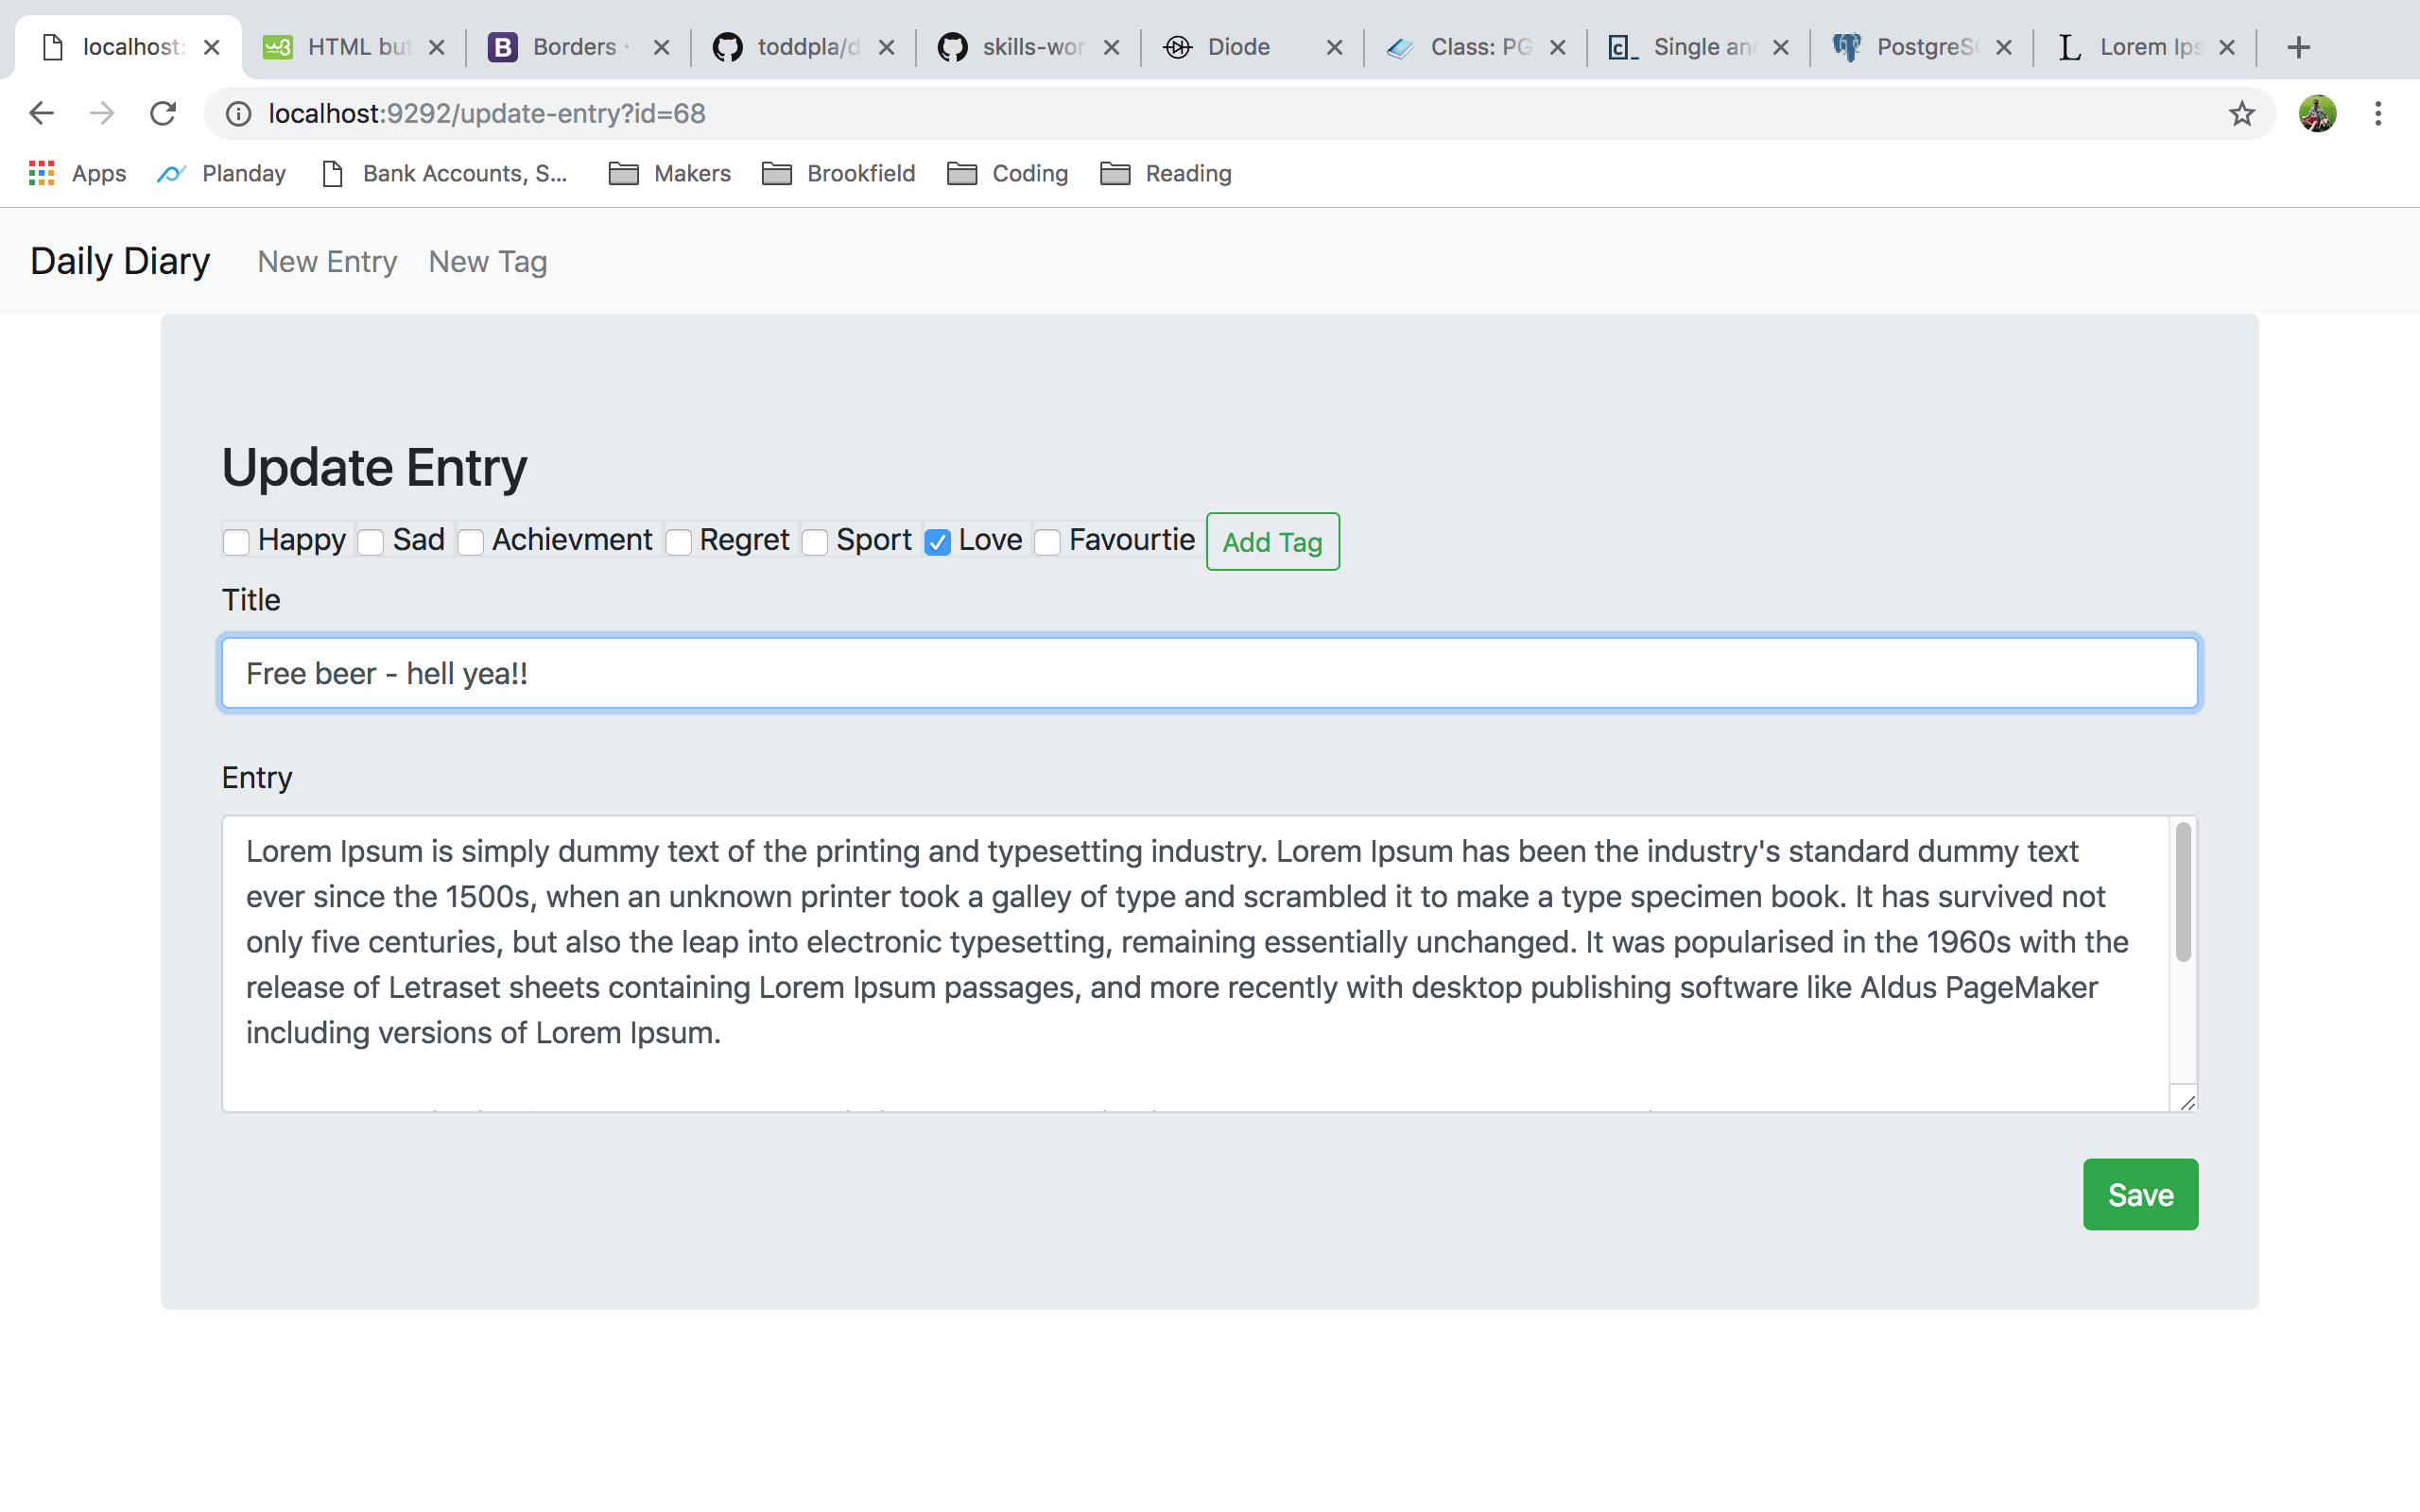 localhost: HTML but Borders · toddpla/d skills-wor Diode Class: PG Single and PostgreSQ Lorem Ips
localhost:9292/update-entry?id=68
Apps Planday Bank Accounts, S... Makers Brookfield Coding Reading
Daily Diary New Entry New Tag
Update Entry
Happy Sad Achievment Regret Sport Love Favourtie Add Tag
Title
Free beer - hell yea!!
Entry
Lorem Ipsum is simply dummy text of the printing and typesetting industry. Lorem Ipsum has been the industry's standard dummy text
ever since the 1500s, when an unknown printer took a galley of type and scrambled it to make a type specimen book. It has survived not
only five centuries, but also the leap into electronic typesetting, remaining essentially unchanged. It was popularised in the 1960s with the
release of Letraset sheets containing Lorem Ipsum passages, and more recently with desktop publishing software like Aldus PageMaker
including versions of Lorem Ipsum.
Save